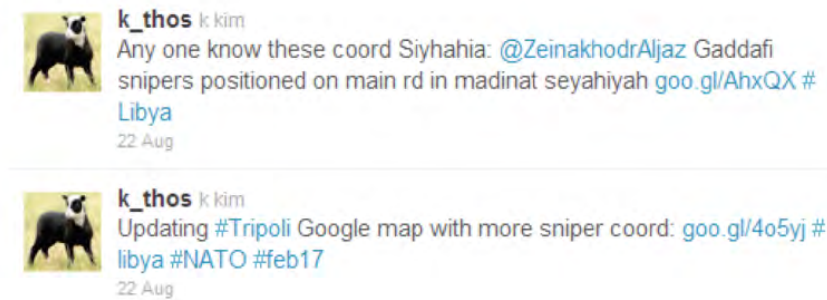 k_thos k kim
Any one know these coord Siyhahia: @ZeinakhodrAljaz Gaddafi
snipers positioned on main rd in madinat seyahiyah goo.gl/AhxQX #
Libya
22 Aug
k_thos k kim
Updating #Tripoli Google map with more sniper coord: goo.gl/4o5yj #
libya #NATO #feb17
22 Aug